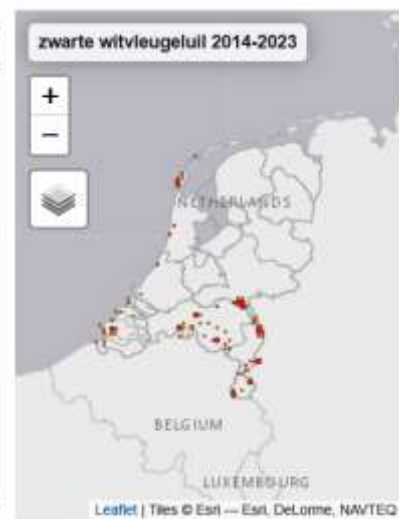 zwarte witvleugeluil 2014-2023
+
−
NETHERLANDS
BELGIUM
LUXEMBOURG
Leaflet | Tiles © Esri — Esri, DeLorme, NAVTEQ